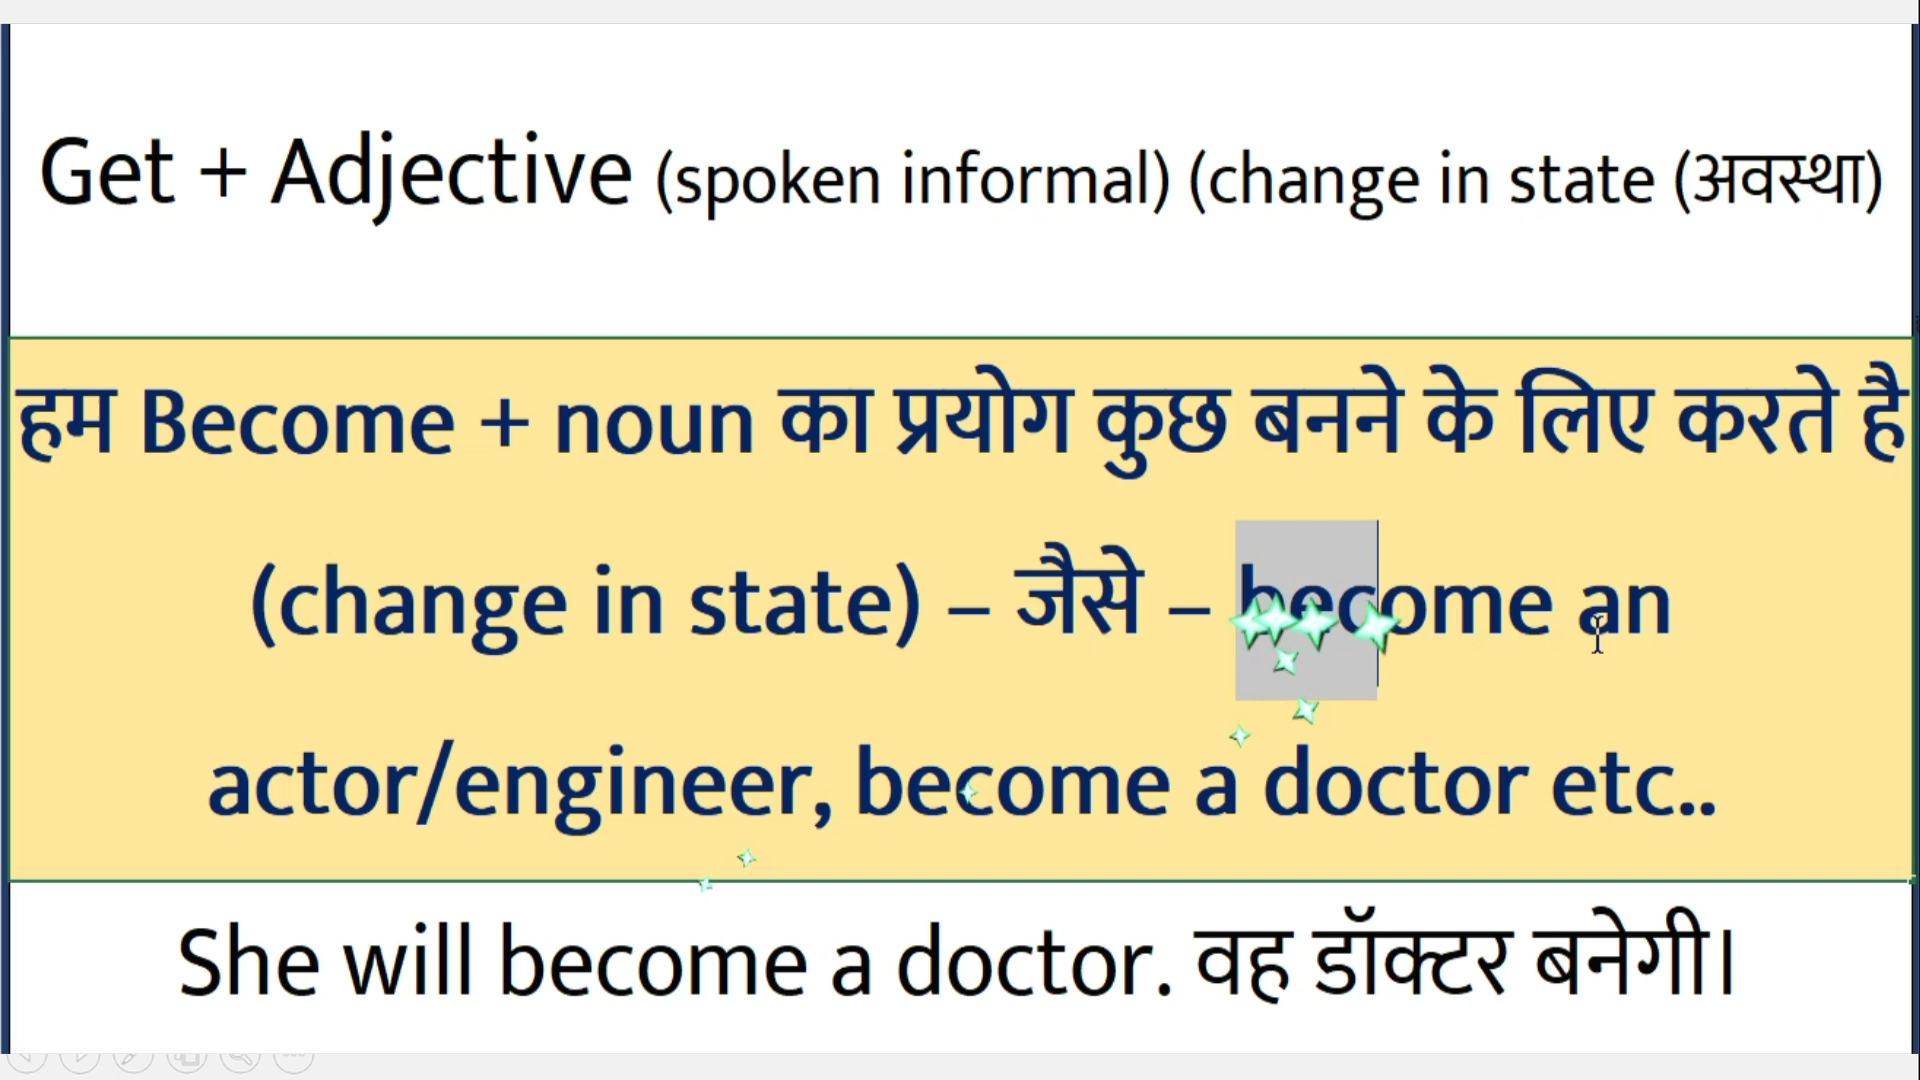 Get + Adjective (spoken informal) (change in state (अवस्था)
हम Become + noun का प्रयोग कुछ बनने के लिए करते है
(change in state) – जैसे – become an
actor/engineer, become a doctor etc..
She will become a doctor. वह डॉक्टर बनेगी।